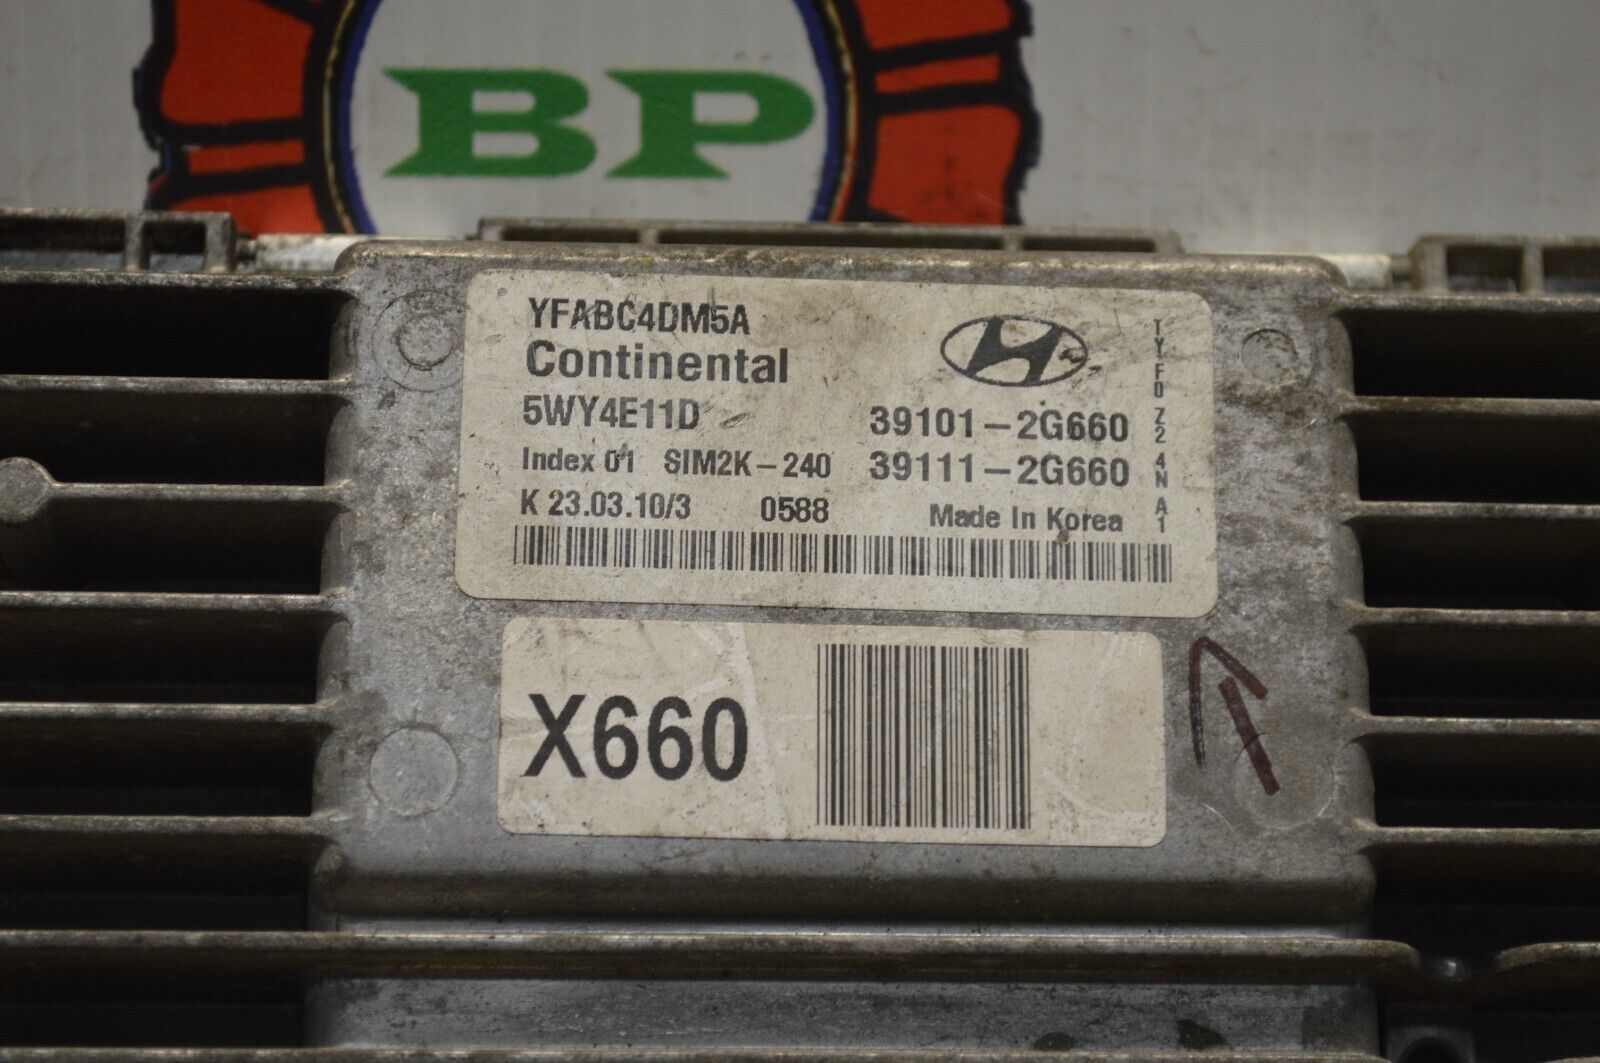 BP
YFABC4DM5A
Continental
5WY4E11D
39101-2G660
Index 01 SIM2K-240
39111-2G660
K 23.03.10/3 0588 Made In Korea
TYF0Z24NA1
X660